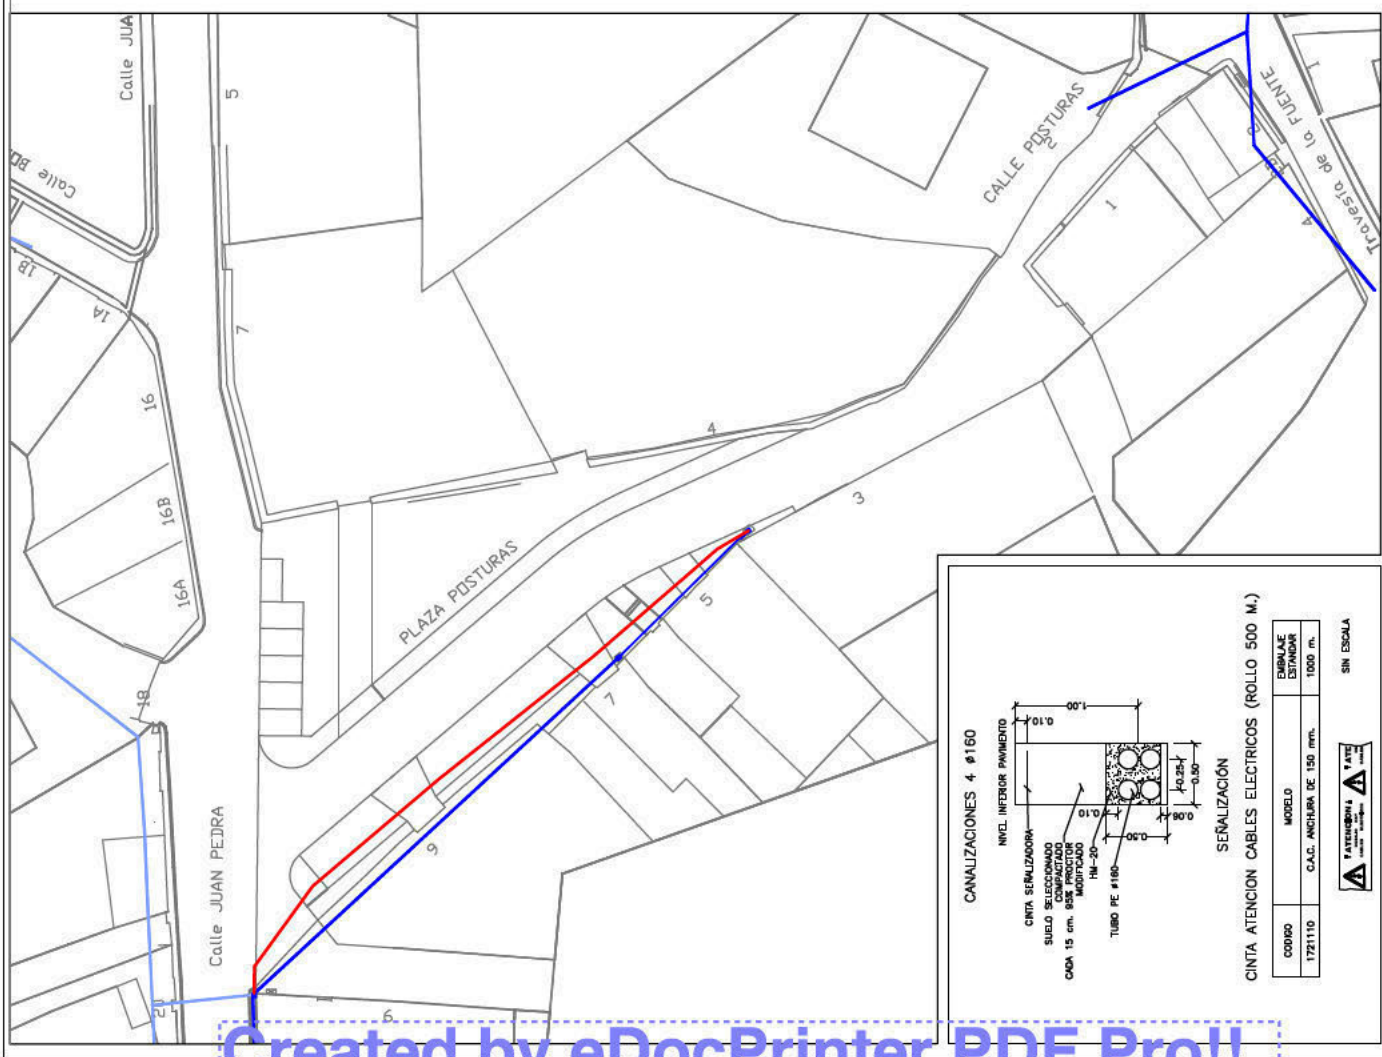 Calle JUA
Calle
5
1B
1A
7
16
16B
16A
18
Calle JUAN PEDRA
6
9
7
5
3
4
PLAZA POSTURAS
CALLE POSTURAS
2
1
Travesía de la FUENTE
1
4
CANALIZACIONES 4 ø160
NIVEL INFERIOR PAVIMENTO
CINTA SEÑALIZADORA
SUELO SELECCIONADO
COMPACTADO
CADA 15 cm. 95% PROCTOR
MODIFICADO
HM-20
TUBO PE ø160
1.00
0.10
0.10
0.50
0.06
0.25
0.50
SEÑALIZACIÓN
CINTA ATENCION CABLES ELECTRICOS (ROLLO 500 M.)
CODIGO MODELO EMBALAJE ESTANDAR
1721110 C.A.C. ANCHURA DE 150 mm. 1000 m.
SIN ESCALA
Created by eDocPrinter PDF Pro!!